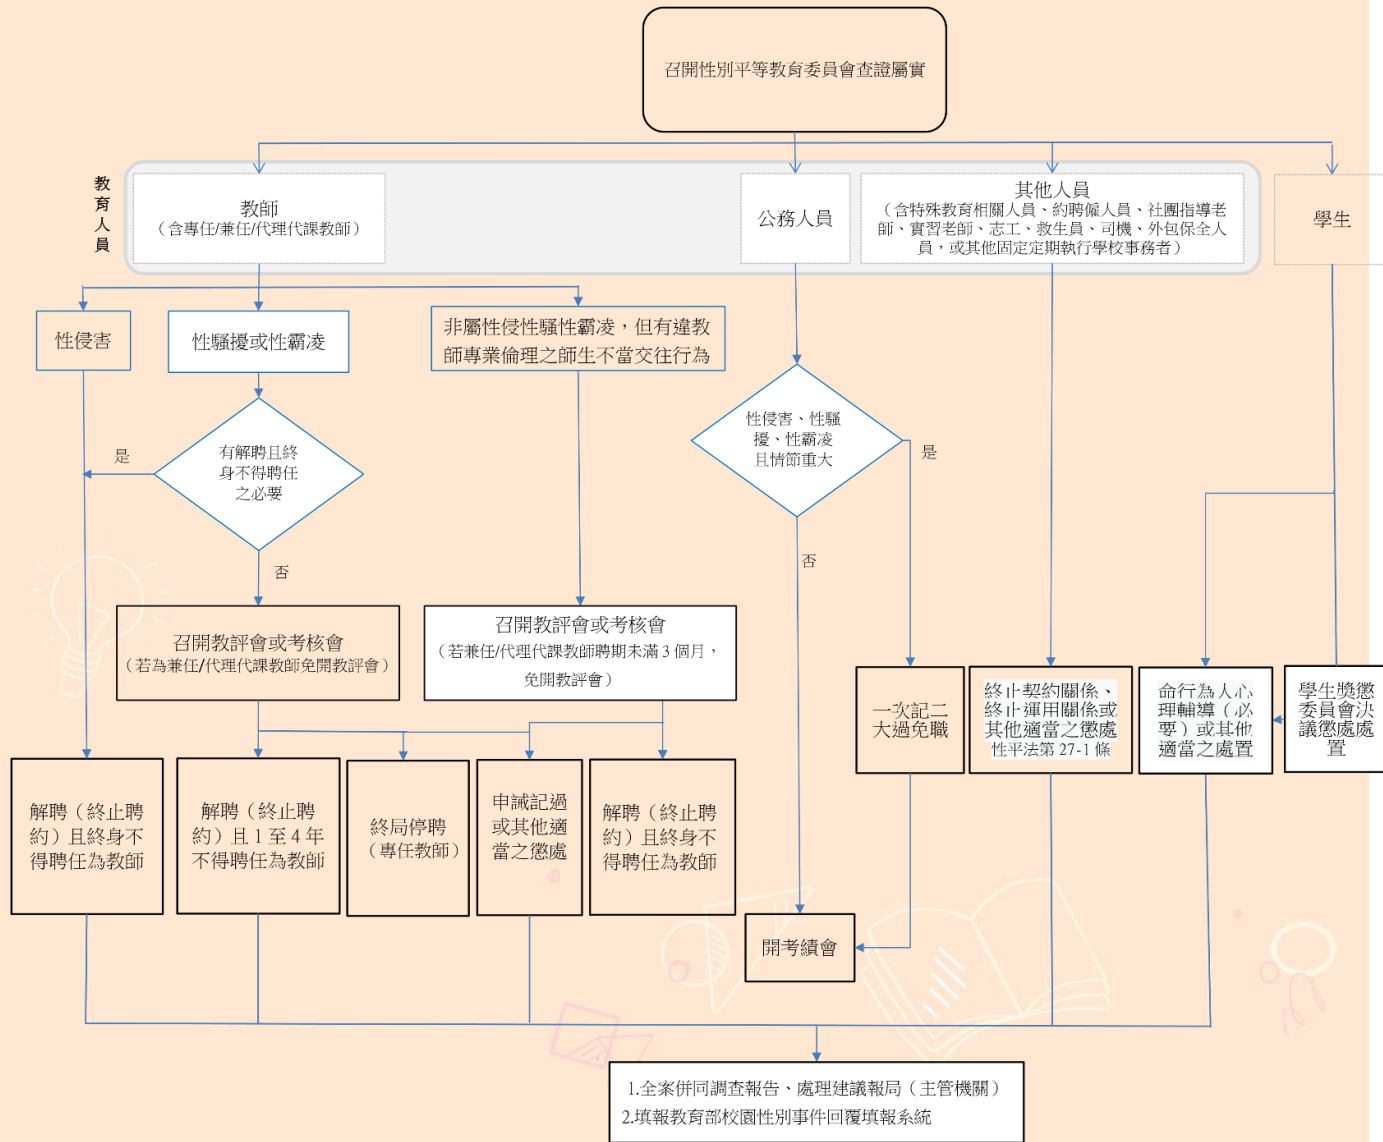 召開性別平等教育委員會查證屬實
教
育
人
員
教師
（含專任/兼任/代理代課教師）
公務人員
其他人員
（含特殊教育相關人員、約聘僱人員、社團指導老
師、實習老師、志工、救生員、司機、外包保全人
員，或其他固定定期執行學校事務者）
學生
性侵害
性騷擾或性霸凌
非屬性侵性騷性霸凌，但有違教
師專業倫理之師生不當交往行為
有解聘且終
身不得聘任
之必要
是
否
性侵害、性騷
擾、性霸凌
且情節重大
是
否
召開教評會或考核會
（若為兼任/代理代課教師免開教評會）
召開教評會或考核會
（若兼任/代理代課教師聘期未滿 3 個月，
免開教評會）
一次記二
大過免職
終止契約關係、
終止運用關係或
其他適當之懲處
性平法第 27-1 條
命行為人心
理輔導（必
要）或其他
適當之處置
學生獎懲
委員會決
議懲處處
置
解聘（終止聘
約）且終身不
得聘任為教師
解聘（終止聘
約）且 1 至 4 年
不得聘任為教師
終局停聘
（專任教師）
申誡記過
或其他適
當之懲處
解聘（終止聘
約）且終身不
得聘任為教師
開考績會
1.全案併同調查報告、處理建議報局（主管機關）
2.填報教育部校園性別事件回覆填報系統